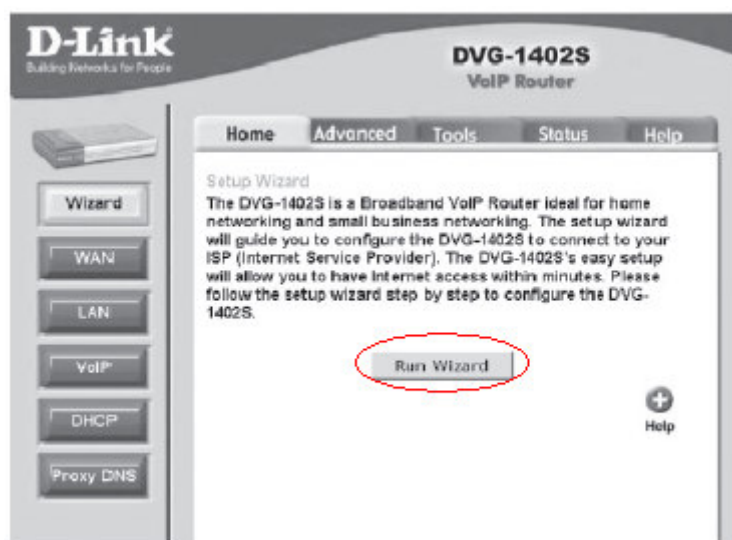 D-Link
Building Networks for People
DVG-1402S
VoIP Router
Home
Advanced
Tools
Status
Help
Wizard
WAN
LAN
VoIP
DHCP
Proxy DNS
Setup Wizard
The DVG-1402S is a Broadband VoIP Router ideal for home
networking and small business networking. The setup wizard
will guide you to configure the DVG-1402S to connect to your
ISP (Internet Service Provider). The DVG-1402S's easy setup
will allow you to have Internet access within minutes. Please
follow the setup wizard step by step to configure the DVG-
1402S.
Run Wizard
Help